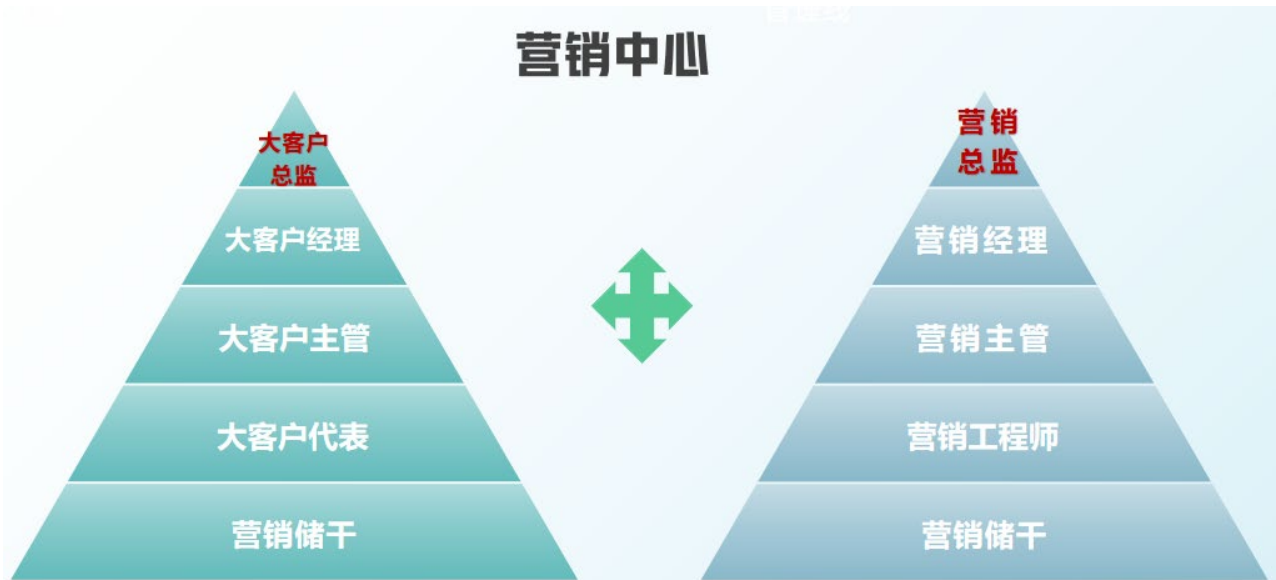 营销中心
大客户
总监
大客户经理
大客户主管
大客户代表
营销储干
营销
总监
营销经理
营销主管
营销工程师
营销储干